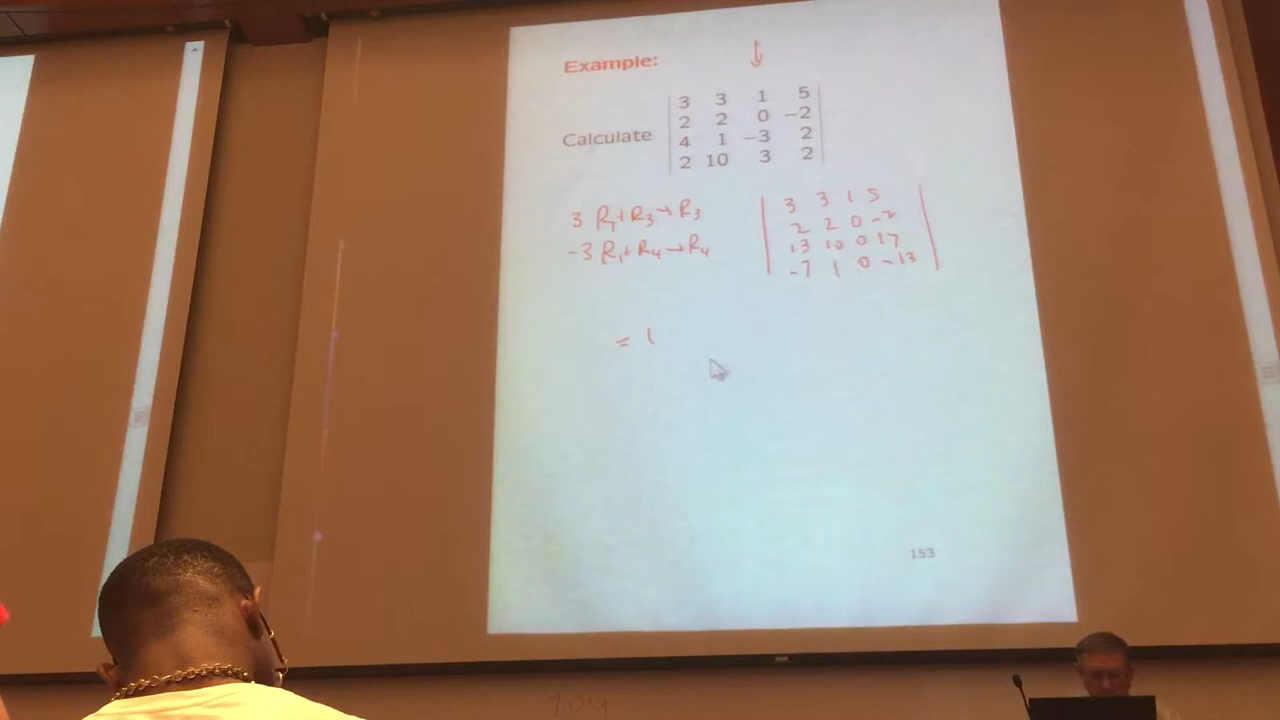 Example:
↓
Calculate
3 3 1 5
2 2 0 -2
4 1 -3 2
2 10 3 2
3 R₁+R₃→R₃
-3 R₁+R₄→R₄
3 3 1 5
2 2 0 -2
13 10 0 17
-7 1 0 -13
= 1
153